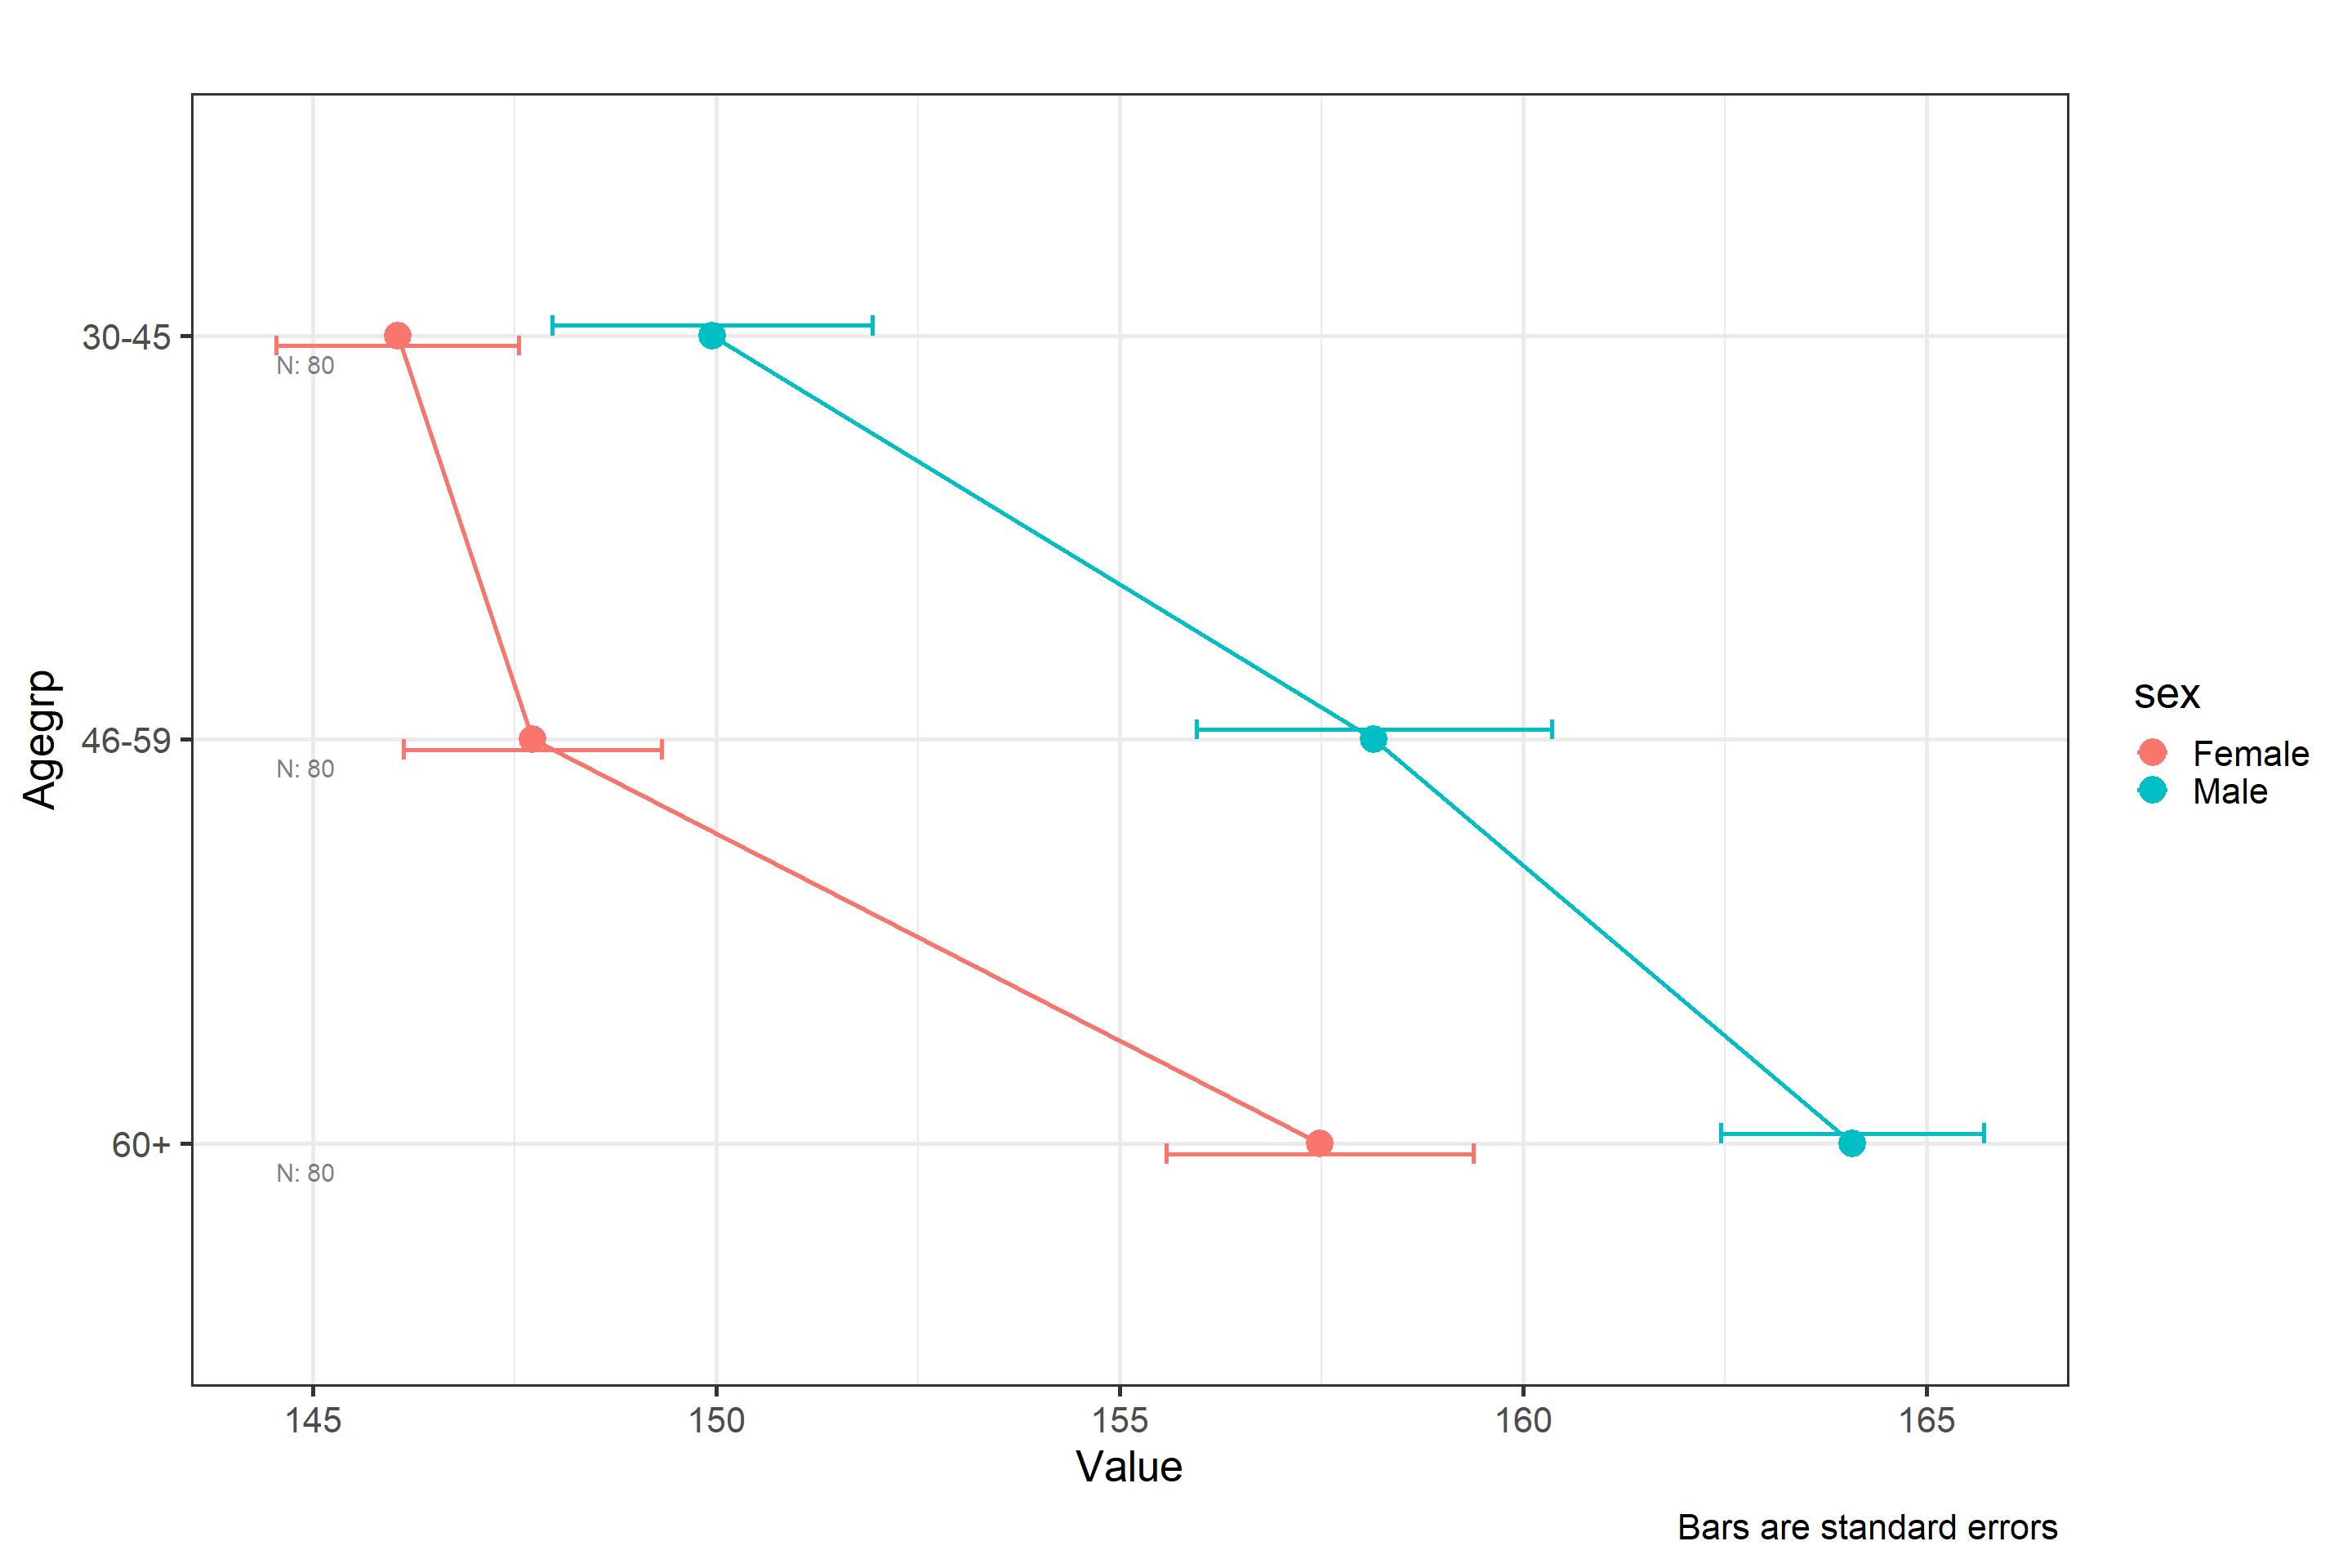 30-45
N: 80
46-59
N: 80
60+
N: 80
Agegrp
145 150 155 160 165
Value
Bars are standard errors
sex
Female
Male